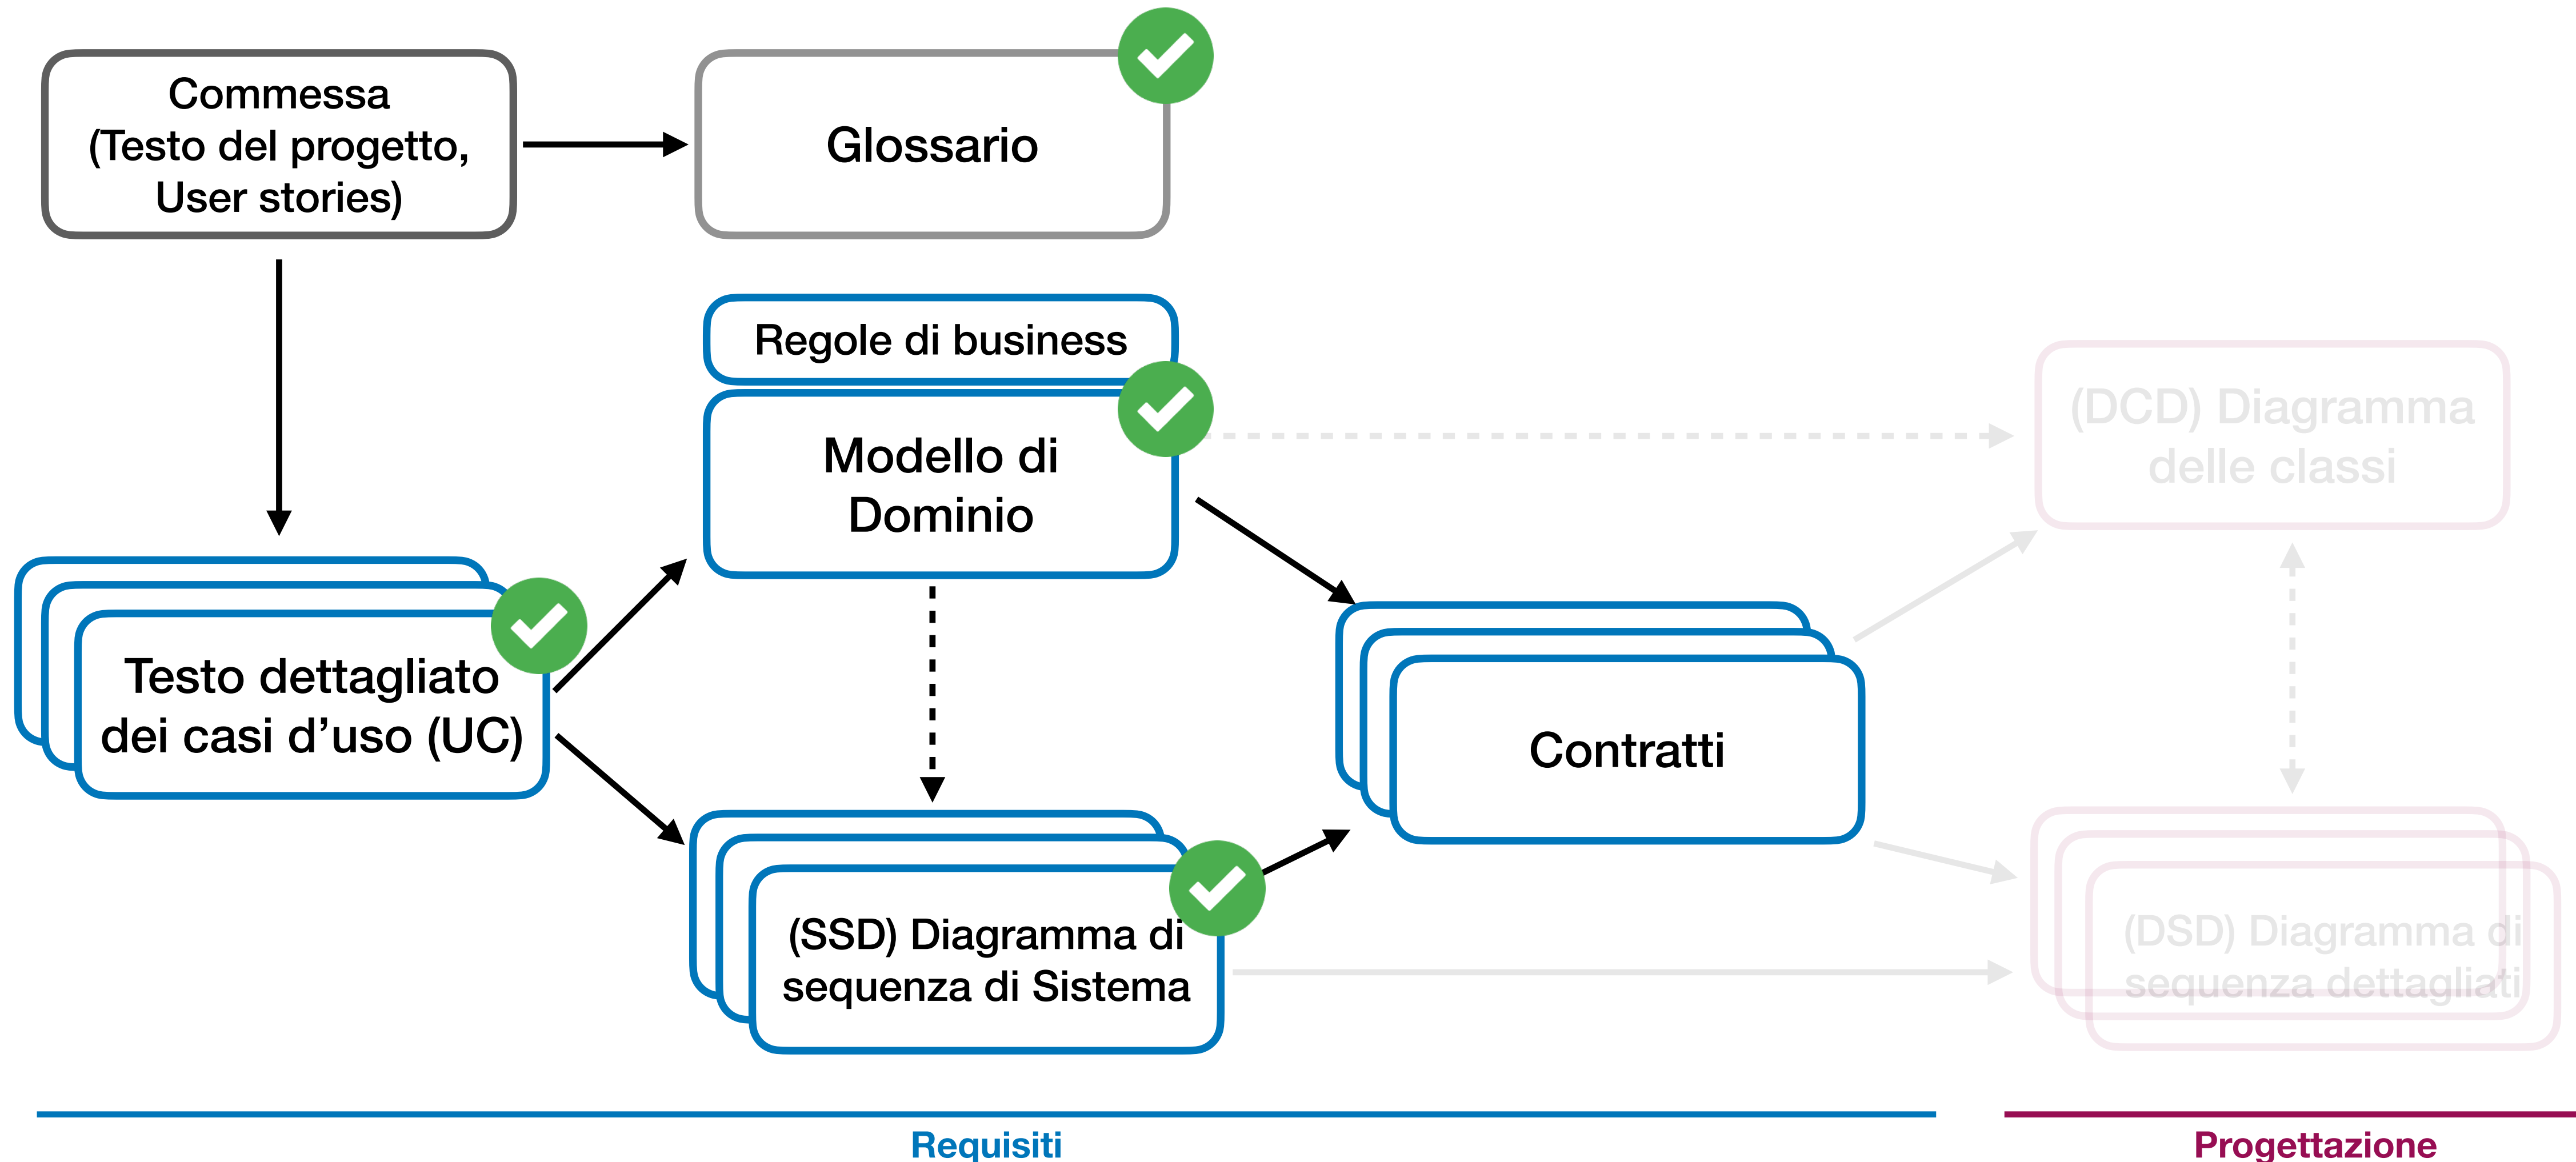 Commessa
(Testo del progetto,
User stories)
Glossario
Regole di business
Modello di
Dominio
(DCD) Diagramma
delle classi
Testo dettagliato
dei casi d’uso (UC)
Contratti
(SSD) Diagramma di
sequenza di Sistema
(DSD) Diagramma di
sequenza dettagliati
Requisiti
Progettazione